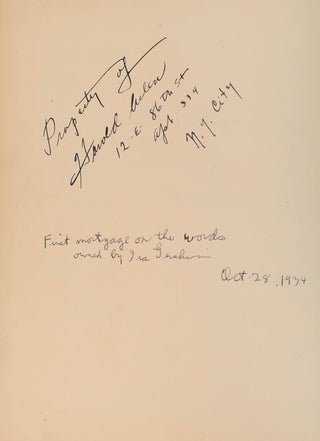 Property of
Harold Arlen
12-E. 86th St
Apt. 334
N.Y. City
First mortgage on the words
owned by Ira Gershwin
Oct 28, 1934